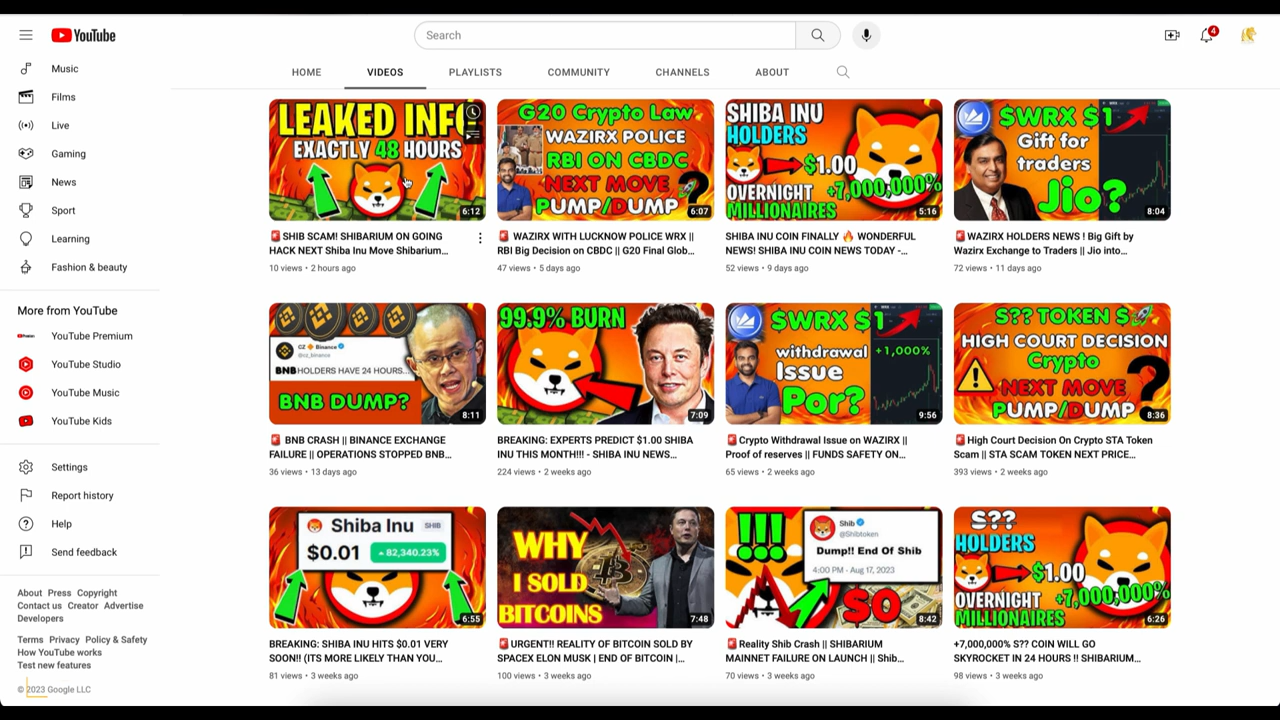 YouTube
Search
4
HOME
VIDEOS
PLAYLISTS
COMMUNITY
CHANNELS
ABOUT
Music
Films
Live
Gaming
News
Sport
Learning
Fashion & beauty
More from YouTube
YouTube Premium
YouTube Studio
YouTube Music
YouTube Kids
Settings
Report history
Help
Send feedback
About Press Copyright
Contact us Creator Advertise
Developers
Terms Privacy Policy & Safety
How YouTube works
Test new features
© 2023 Google LLC
LEAKED INFO
EXACTLY 48 HOURS
6:12
🚨SHIB SCAM! SHIBARIUM ON GOING
HACK NEXT Shiba Inu Move Shibarium...
10 views • 2 hours ago
G20 Crypto Law
WAZIRX POLICE
RBI ON CBDC
NEXT MOVE
PUMP/DUMP ?
6:07
🚨 WAZIRX WITH LUCKNOW POLICE WRX ||
RBI Big Decision on CBDC || G20 Final Glob...
47 views • 5 days ago
SHIBA INU
HOLDERS
$1.00
OVERNIGHT +7,000,000%
MILLIONAIRES
5:16
SHIBA INU COIN FINALLY 🔥 WONDERFUL
NEWS! SHIBA INU COIN NEWS TODAY -...
52 views • 9 days ago
$WRX $1
Gift for
traders
Jio?
8:04
🚨WAZIRX HOLDERS NEWS ! Big Gift by
Wazirx Exchange to Traders || Jio into...
72 views • 11 days ago
CZ 🔶 Binance
@cz_binance
BNB HOLDERS HAVE 24 HOURS...
BNB DUMP?
8:11
🚨 BNB CRASH || BINANCE EXCHANGE
FAILURE || OPERATIONS STOPPED BNB...
36 views • 13 days ago
99.9% BURN
7:09
BREAKING: EXPERTS PREDICT $1.00 SHIBA
INU THIS MONTH!!! - SHIBA INU NEWS...
224 views • 2 weeks ago
$WRX $1
withdrawal
Issue
Por?
+1,000%
9:56
🚨Crypto Withdrawal Issue on WAZIRX ||
Proof of reserves || FUNDS SAFETY ON...
65 views • 2 weeks ago
S?? TOKEN $
HIGH COURT DECISION
Crypto
NEXT MOVE
PUMP/DUMP ?
8:36
🚨High Court Decision On Crypto STA Token
Scam || STA SCAM TOKEN NEXT PRICE...
393 views • 2 weeks ago
Shiba Inu SHIB
$0.01 82,340.23%
6:55
BREAKING: SHIBA INU HITS $0.01 VERY
SOON!! (ITS MORE LIKELY THAN YOU...
81 views • 3 weeks ago
WHY
I SOLD
BITCOINS
7:48
🚨URGENT!! REALITY OF BITCOIN SOLD BY
SPACEX ELON MUSK | END OF BITCOIN |...
100 views • 3 weeks ago
!!!
Shib
@Shibtoken
Dump!! End Of Shib
4:00 PM - Aug 17, 2023
$0
8:42
🚨Reality Shib Crash || SHIBARIUM
MAINNET FAILURE ON LAUNCH || Shib...
70 views • 3 weeks ago
S??
HOLDERS
$1.00
OVERNIGHT +7,000,000%
MILLIONAIRES
6:26
+7,000,000% S?? COIN WILL GO
SKYROCKET IN 24 HOURS !! SHIBARIUM...
98 views • 3 weeks ago